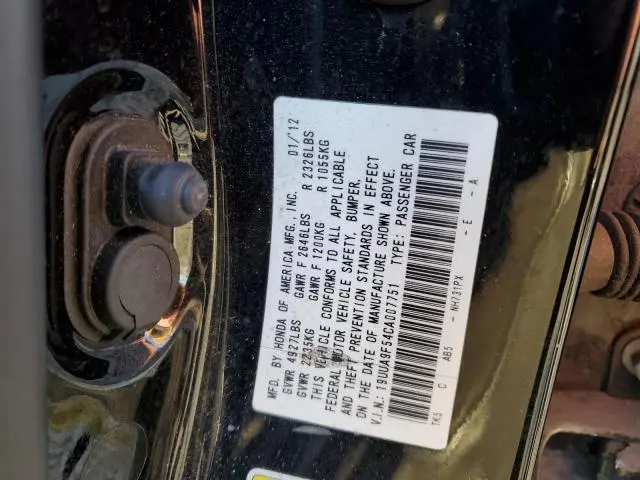 MFD. BY HONDA OF AMERICA MFG., INC. 01/12
GVWR 4927LBS GAWR F 2646LBS R 2326LBS
GVWR 2235KG GAWR F 1200KG R 1055KG
THIS VEHICLE CONFORMS TO ALL APPLICABLE
FEDERAL MOTOR VEHICLE SAFETY, BUMPER,
AND THEFT PREVENTION STANDARDS IN EFFECT
ON THE DATE OF MANUFACTURE SHOWN ABOVE.
V.I.N.: 19UUA9F54CA007751 TYPE: PASSENGER CAR
TK5 C AB5 - NH731PX - E - A